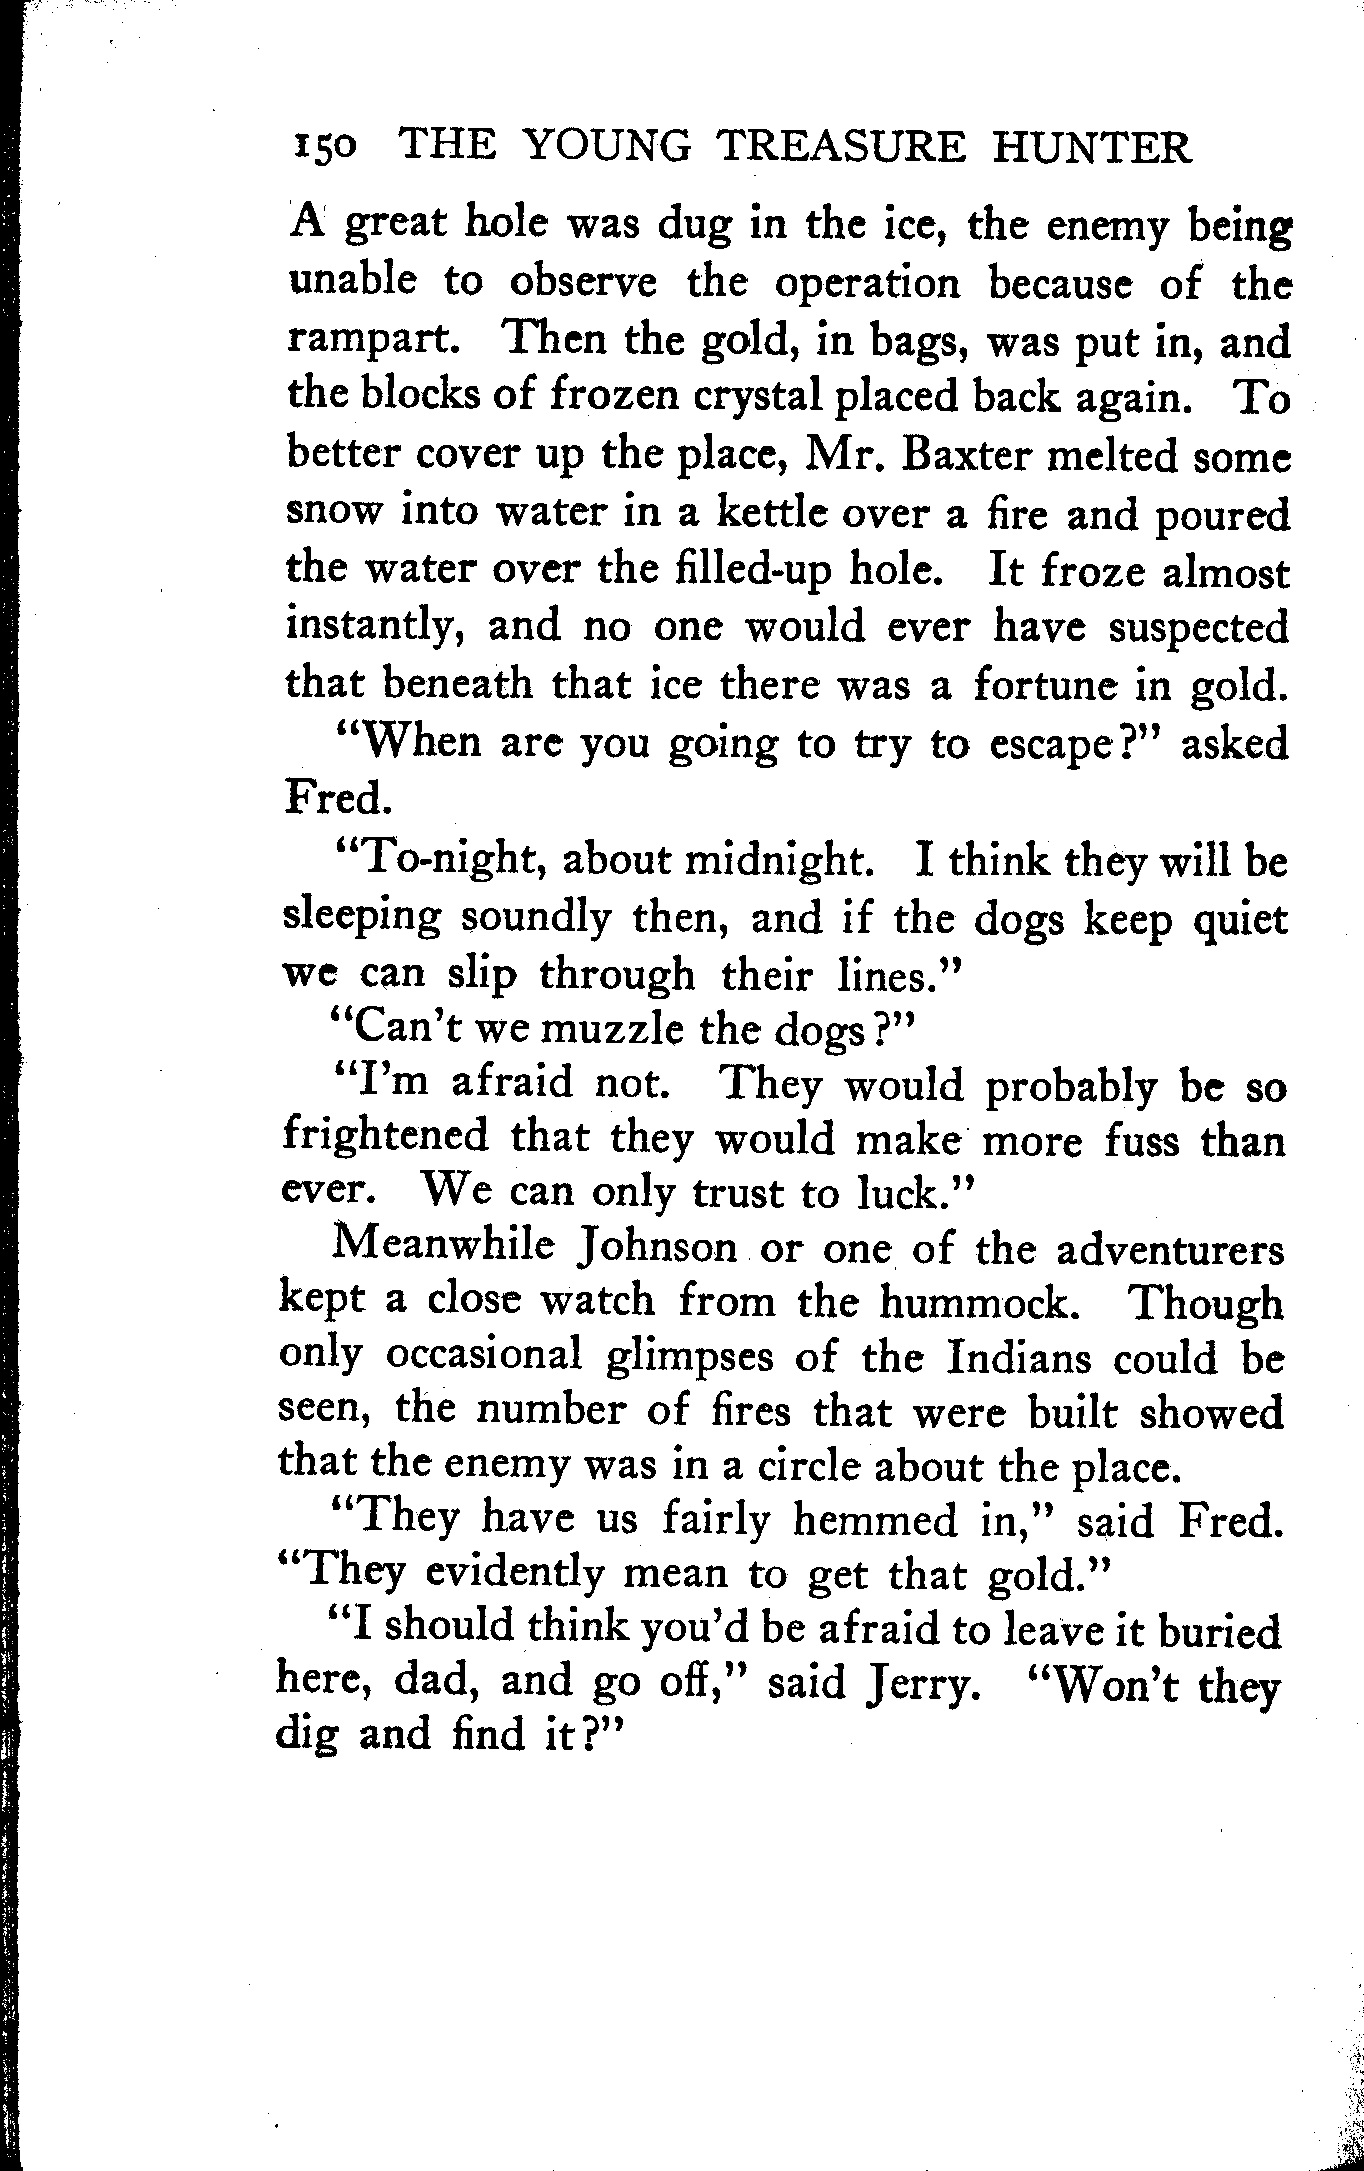 150 THE YOUNG TREASURE HUNTER
A great hole was dug in the ice, the enemy being
unable to observe the operation because of the
rampart. Then the gold, in bags, was put in, and
the blocks of frozen crystal placed back again. To
better cover up the place, Mr. Baxter melted some
snow into water in a kettle over a fire and poured
the water over the filled-up hole. It froze almost
instantly, and no one would ever have suspected
that beneath that ice there was a fortune in gold.
"When are you going to try to escape?" asked
Fred.
"To-night, about midnight. I think they will be
sleeping soundly then, and if the dogs keep quiet
we can slip through their lines."
"Can't we muzzle the dogs?"
"I'm afraid not. They would probably be so
frightened that they would make more fuss than
ever. We can only trust to luck."
Meanwhile Johnson or one of the adventurers
kept a close watch from the hummock. Though
only occasional glimpses of the Indians could be
seen, the number of fires that were built showed
that the enemy was in a circle about the place.
"They have us fairly hemmed in," said Fred.
"They evidently mean to get that gold."
"I should think you'd be afraid to leave it buried
here, dad, and go off," said Jerry. "Won't they
dig and find it?"